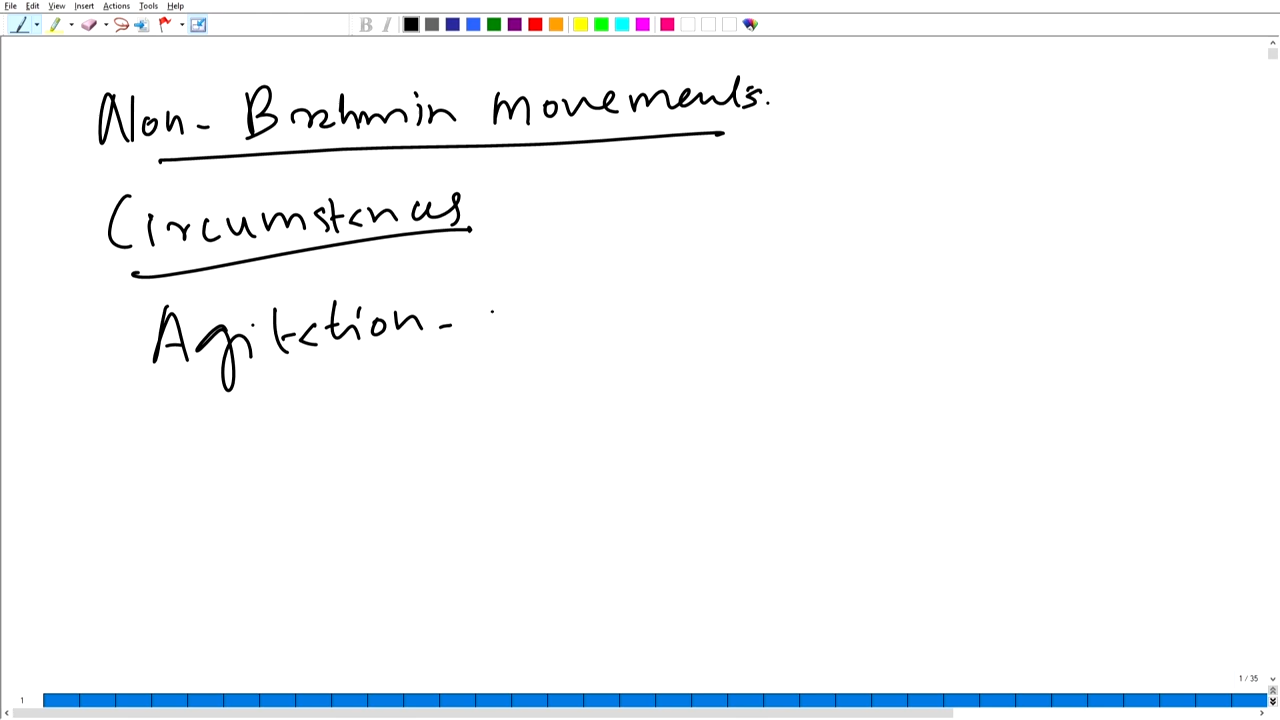 File Edit View Insert Actions Tools Help
B I
Non- Brahmin movements.
Circumstances
Agitation-
1 / 35
1